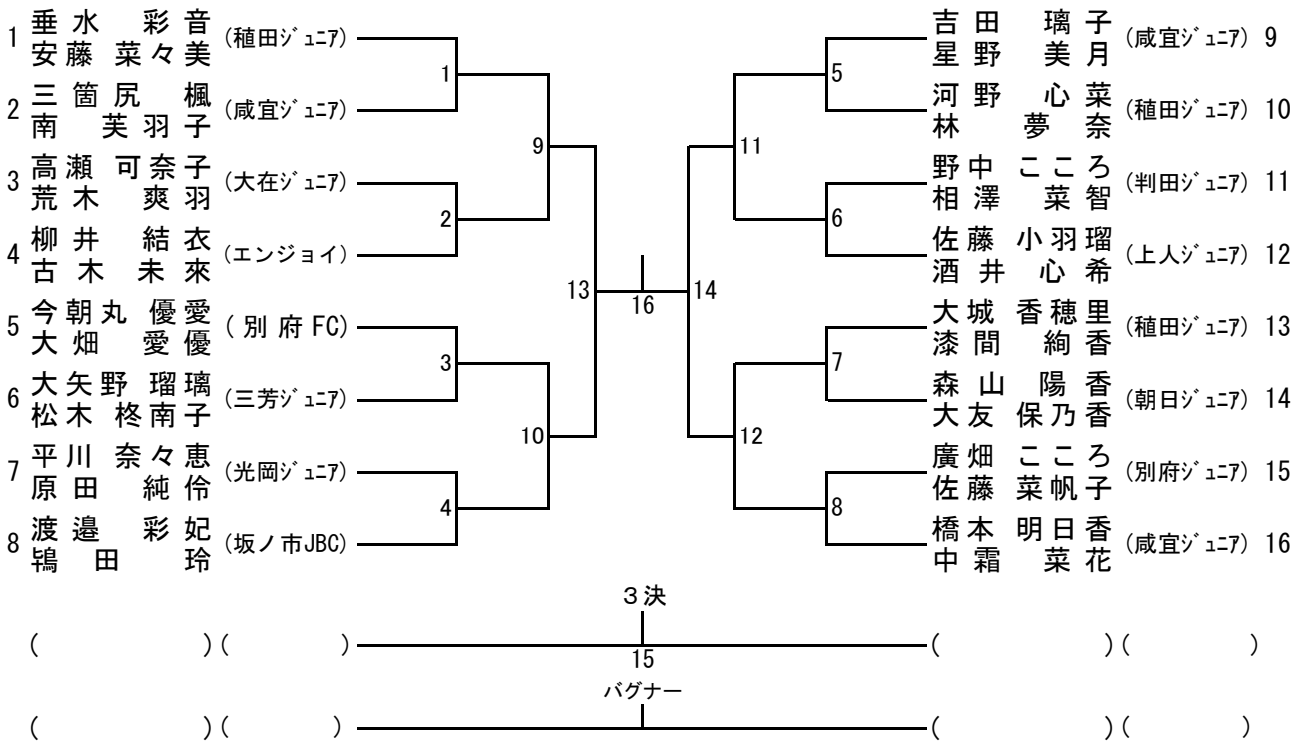 1 垂水 彩音 (稙田ジュニア)
安藤 菜々美
2 三箇尻 楓 (咸宜ジュニア)
南 芙羽子
3 高瀬 可奈子 (大在ジュニア)
荒木 爽羽
4 柳井 結衣 (エンジョイ)
古木 未來
5 今朝丸 優愛 (別府FC)
大畑 愛優
6 大矢野 瑠璃 (三芳ジュニア)
松木 柊南子
7 平川 奈々恵 (光岡ジュニア)
原田 純伶
8 渡邉 彩妃 (坂ノ市JBC)
鴇田 玲
1
2
3
4
9
10
13
16
14
11
12
5
6
7
8
吉田 璃子 (咸宜ジュニア) 9
星野 美月
河野 心菜 (稙田ジュニア) 10
林 夢奈
野中 こころ (判田ジュニア) 11
相澤 菜智
佐藤 小羽瑠 (上人ジュニア) 12
酒井 心希
大城 香穂里 (稙田ジュニア) 13
漆間 絢香
森山 陽香 (朝日ジュニア) 14
大友 保乃香
廣畑 こころ (別府ジュニア) 15
佐藤 菜帆子
橋本 明日香 (咸宜ジュニア) 16
中霜 菜花
3決
( )( ) ( )( )
15
バグナー
( )( ) ( )( )